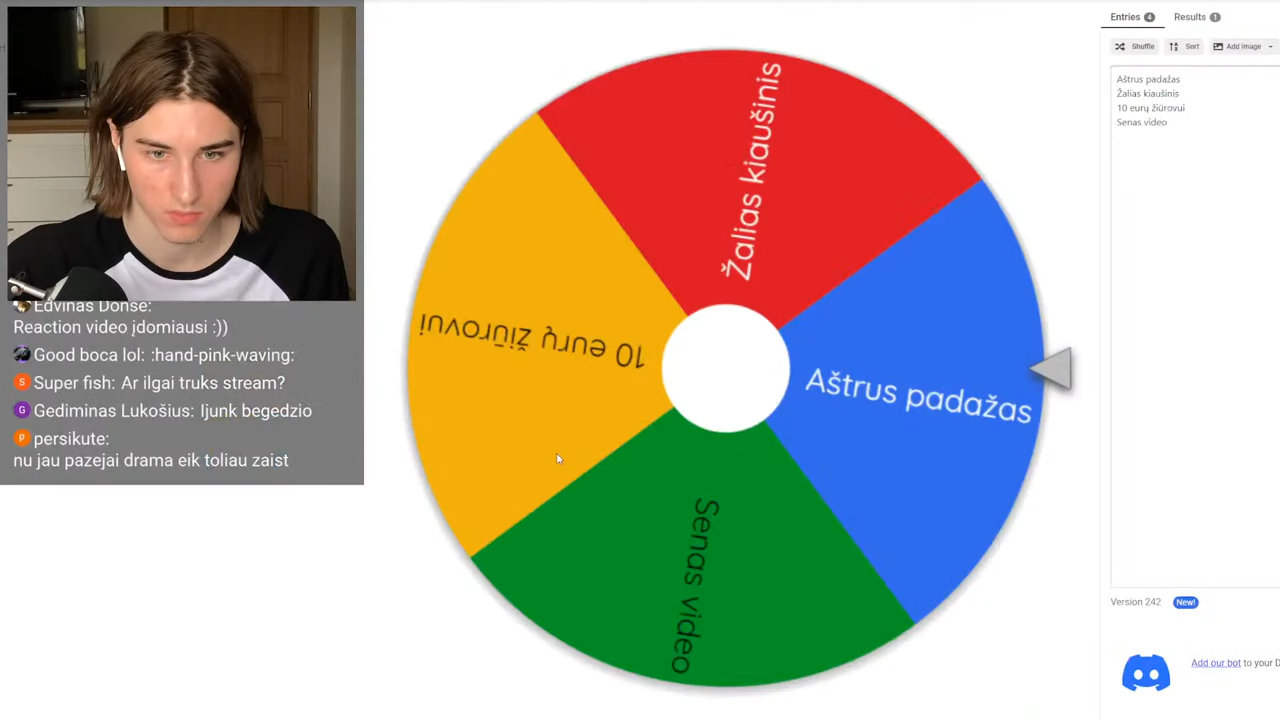 Entries 4 Results 1
Shuffle Sort Add image
Aštrus padažas
Žalias kiaušinis
10 eurų žiūrovui
Senas video
Žalias kiaušinis
Aštrus padažas
10 eurų žiūrovui
Senas video
Edvinas Donse:
Reaction video įdomiausi :))
Good boca lol: :hand-pink-waving:
S Super fish: Ar ilgai truks stream?
G Gediminas Lukošius: Ijunk begedzio
p persikute:
nu jau pazejai drama eik toliau zaist
Version 242 New!
Add our bot to your D